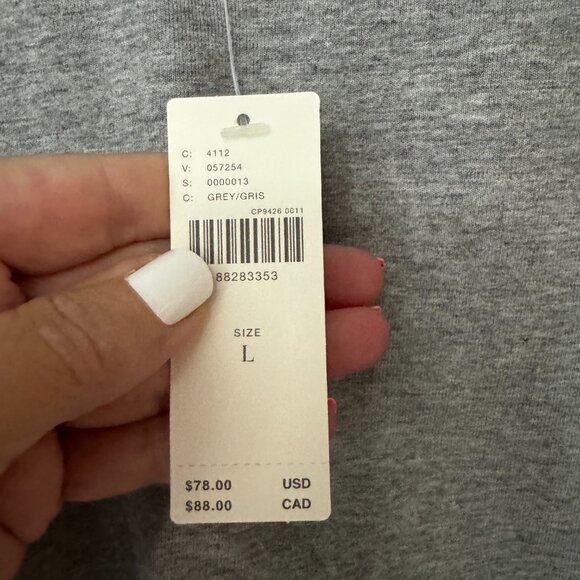 C: 4112
V: 057254
S: 0000013
C: GREY/GRIS
CP9426 0011
88283353
SIZE
L
$78.00 USD
$88.00 CAD